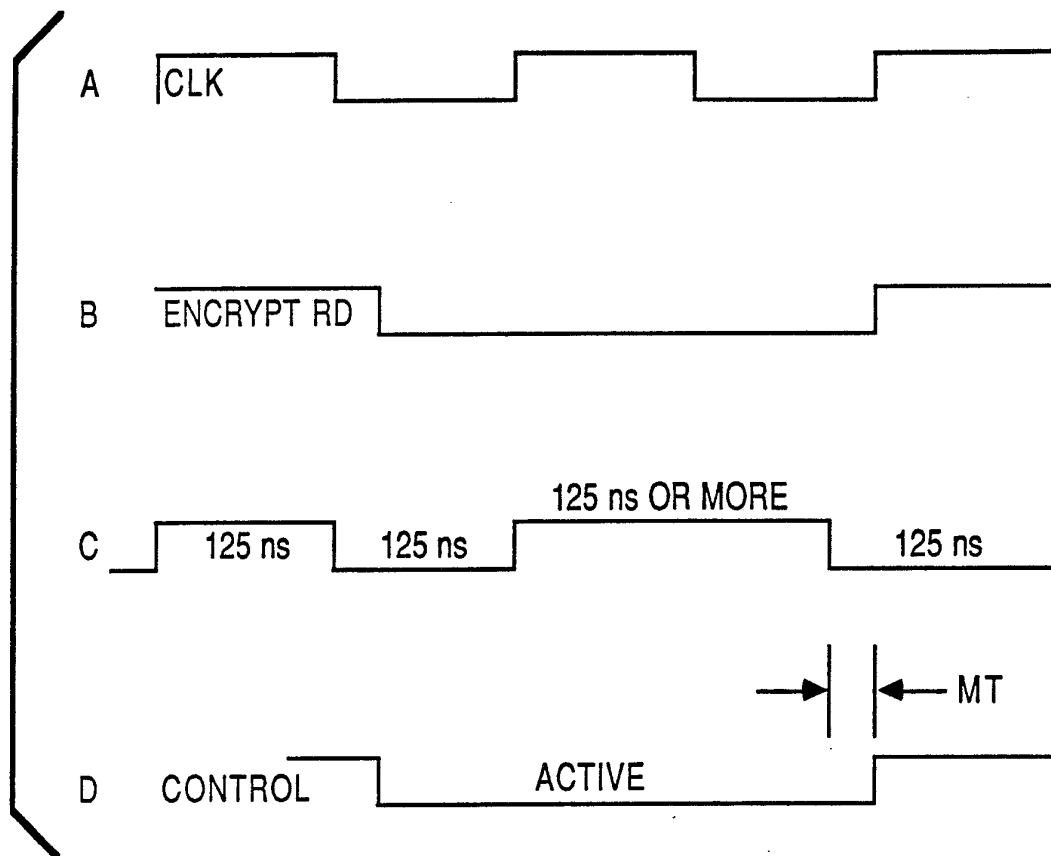 A CLK
B ENCRYPT RD
125 ns OR MORE
C 125 ns 125 ns 125 ns
MT
D CONTROL ACTIVE